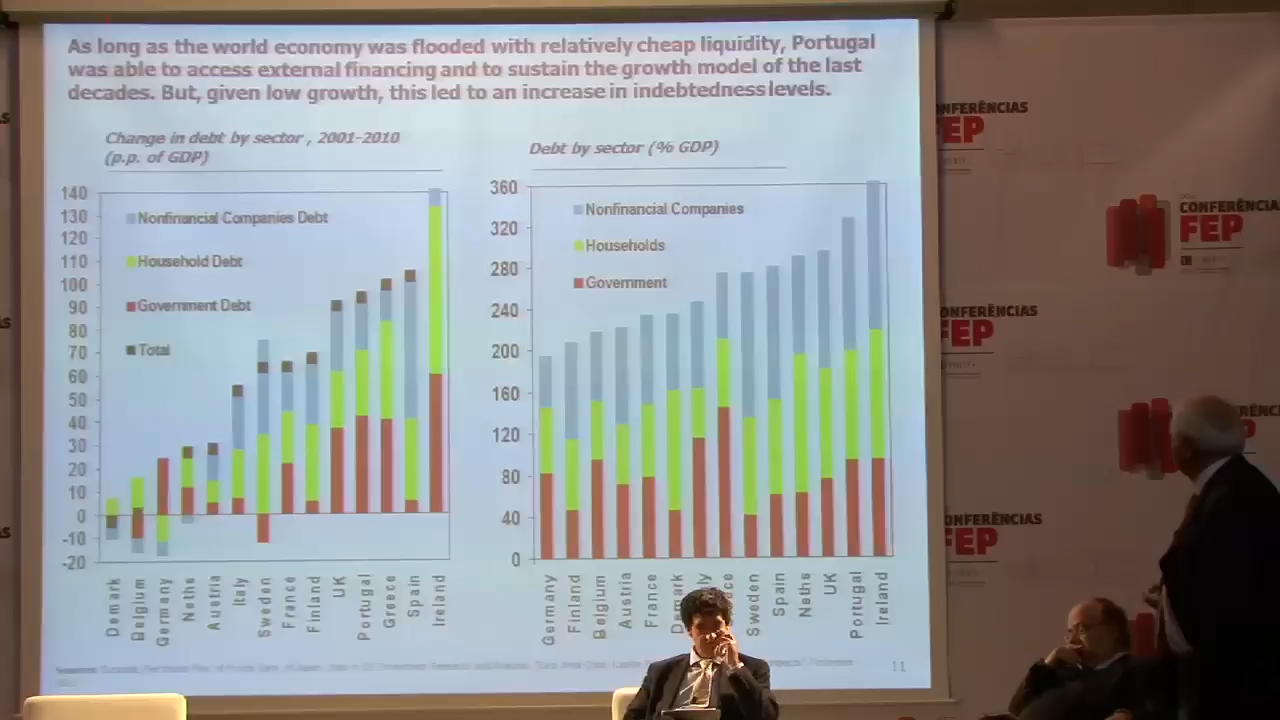 As long as the world economy was flooded with relatively cheap liquidity, Portugal
was able to access external financing and to sustain the growth model of the last
decades. But, given low growth, this led to an increase in indebtedness levels.
Change in debt by sector , 2001-2010
(p.p. of GDP)
140
130
120
110
100
90
80
70
60
50
40
30
20
10
0
-10
-20
Nonfinancial Companies Debt
Household Debt
Government Debt
Total
Demark
Belgium
Germany
Neths
Austria
Italy
Sweden
France
Finland
UK
Portugal
Greece
Spain
Ireland
Debt by sector (% GDP)
360
320
280
240
200
160
120
80
40
0
Nonfinancial Companies
Households
Government
Germany
Finland
Belgium
Austria
France
Sweden
Spain
Neths
UK
Portugal
Ireland
11
ONFERÊNCIAS
FEP
CONFERÊNCIAS
FEP
ONFERÊNCIAS
FEP
ONFERÊNCIAS
FEP